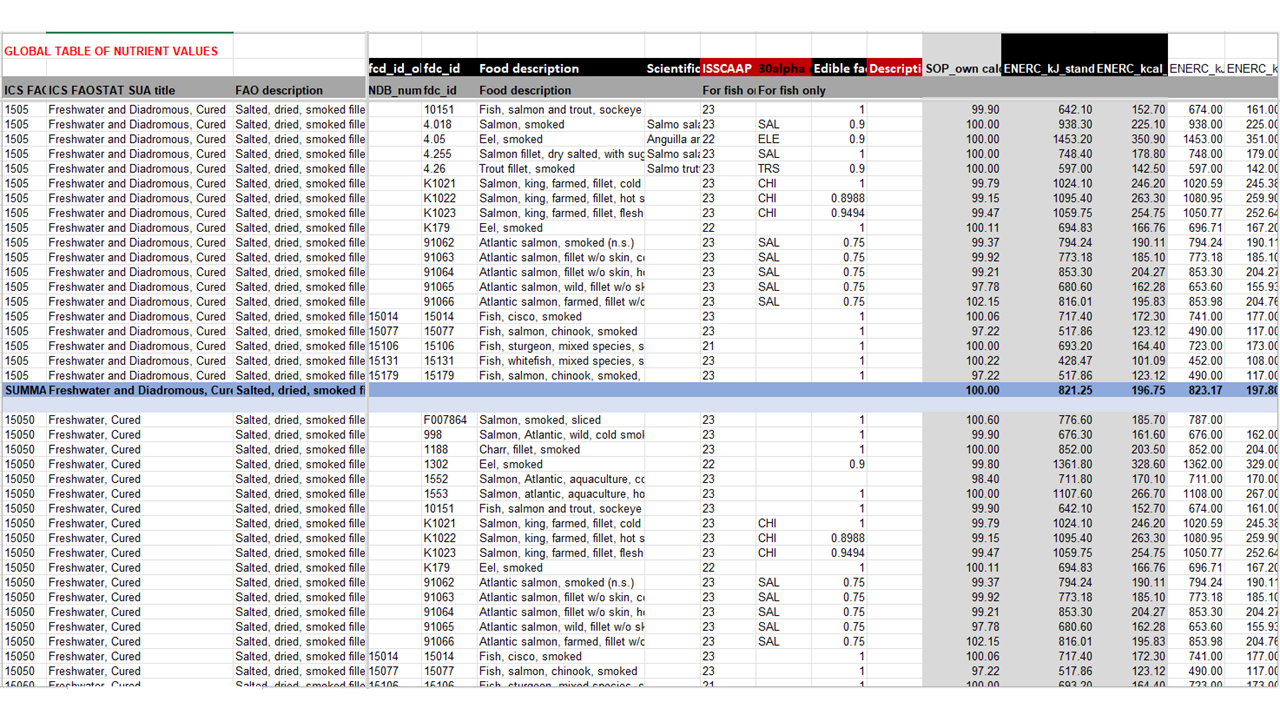 GLOBAL TABLE OF NUTRIENT VALUES
fcd_id_o fdc_id Food description Scientific ISSCAAP 30alpha Edible fa Descripti SOP_own calc ENERC_kJ_stand ENERC_kcal_ ENERC_k ENERC_k
ICS FAO ICS FAOSTAT SUA title FAO description NDB_num fdc_id Food description For fish o For fish only
1505 Freshwater and Diadromous, Cured Salted, dried, smoked fille 10151 Fish, salmon and trout, sockeye 23 1 99.90 642.10 152.70 674.00 161.00
1505 Freshwater and Diadromous, Cured Salted, dried, smoked fille 4.018 Salmon, smoked Salmo sala 23 SAL 0.9 100.00 938.30 225.10 938.00 225.00
1505 Freshwater and Diadromous, Cured Salted, dried, smoked fille 4.05 Eel, smoked Anguilla an 22 ELE 0.9 100.00 1453.20 350.90 1453.00 351.00
1505 Freshwater and Diadromous, Cured Salted, dried, smoked fille 4.255 Salmon fillet, dry salted, with sug Salmo sala 23 SAL 1 100.00 748.40 178.80 748.00 179.00
1505 Freshwater and Diadromous, Cured Salted, dried, smoked fille 4.26 Trout fillet, smoked Salmo trut 23 TRS 0.9 100.00 597.00 142.50 597.00 142.00
1505 Freshwater and Diadromous, Cured Salted, dried, smoked fille K1021 Salmon, king, farmed, fillet, cold 23 CHI 1 99.79 1024.10 246.20 1020.59 245.38
1505 Freshwater and Diadromous, Cured Salted, dried, smoked fille K1022 Salmon, king, farmed, fillet, hot s 23 CHI 0.8988 99.15 1095.40 263.30 1080.95 259.90
1505 Freshwater and Diadromous, Cured Salted, dried, smoked fille K1023 Salmon, king, farmed, fillet, flesh 23 CHI 0.9494 99.47 1059.75 254.75 1050.77 252.64
1505 Freshwater and Diadromous, Cured Salted, dried, smoked fille K179 Eel, smoked 22 1 100.11 694.83 166.76 696.71 167.20
1505 Freshwater and Diadromous, Cured Salted, dried, smoked fille 91062 Atlantic salmon, smoked (n.s.) 23 SAL 0.75 99.37 794.24 190.11 794.24 190.11
1505 Freshwater and Diadromous, Cured Salted, dried, smoked fille 91063 Atlantic salmon, fillet w/o skin, c 23 SAL 0.75 99.92 773.18 185.10 773.18 185.10
1505 Freshwater and Diadromous, Cured Salted, dried, smoked fille 91064 Atlantic salmon, fillet w/o skin, h 23 SAL 0.75 99.21 853.30 204.27 853.30 204.27
1505 Freshwater and Diadromous, Cured Salted, dried, smoked fille 91065 Atlantic salmon, wild, fillet w/o sk 23 SAL 0.75 97.78 680.60 162.28 653.60 155.93
1505 Freshwater and Diadromous, Cured Salted, dried, smoked fille 91066 Atlantic salmon, farmed, fillet w/o 23 SAL 0.75 102.15 816.01 195.83 853.98 204.76
1505 Freshwater and Diadromous, Cured Salted, dried, smoked fille 15014 15014 Fish, cisco, smoked 23 1 100.06 717.40 172.30 741.00 177.00
1505 Freshwater and Diadromous, Cured Salted, dried, smoked fille 15077 15077 Fish, salmon, chinook, smoked 23 1 97.22 517.86 123.12 490.00 117.00
1505 Freshwater and Diadromous, Cured Salted, dried, smoked fille 15106 15106 Fish, sturgeon, mixed species, s 21 1 100.00 693.20 164.40 723.00 173.00
1505 Freshwater and Diadromous, Cured Salted, dried, smoked fille 15131 15131 Fish, whitefish, mixed species, s 23 1 100.22 428.47 101.09 452.00 108.00
1505 Freshwater and Diadromous, Cured Salted, dried, smoked fille 15179 15179 Fish, salmon, chinook, smoked, 23 1 97.22 517.86 123.12 490.00 117.00
SUMMA Freshwater and Diadromous, Cure Salted, dried, smoked fi 100.00 821.25 196.75 823.17 197.80
15050 Freshwater, Cured Salted, dried, smoked fille F007864 Salmon, smoked, sliced 23 1 100.60 776.60 185.70 787.00
15050 Freshwater, Cured Salted, dried, smoked fille 998 Salmon, Atlantic, wild, cold smok 23 1 99.90 676.30 161.60 676.00 162.00
15050 Freshwater, Cured Salted, dried, smoked fille 1188 Charr, fillet, smoked 23 1 100.00 852.00 203.50 852.00 204.00
15050 Freshwater, Cured Salted, dried, smoked fille 1302 Eel, smoked 22 0.9 99.80 1361.80 328.60 1362.00 329.00
15050 Freshwater, Cured Salted, dried, smoked fille 1552 Salmon, Atlantic, aquaculture, co 23 98.40 711.80 170.10 711.00 170.00
15050 Freshwater, Cured Salted, dried, smoked fille 1553 Salmon, atlantic, aquaculture, ho 23 1 100.00 1107.60 266.70 1108.00 267.00
15050 Freshwater, Cured Salted, dried, smoked fille 10151 Fish, salmon and trout, sockeye 23 1 99.90 642.10 152.70 674.00 161.00
15050 Freshwater, Cured Salted, dried, smoked fille K1021 Salmon, king, farmed, fillet, cold 23 CHI 1 99.79 1024.10 246.20 1020.59 245.38
15050 Freshwater, Cured Salted, dried, smoked fille K1022 Salmon, king, farmed, fillet, hot s 23 CHI 0.8988 99.15 1095.40 263.30 1080.95 259.90
15050 Freshwater, Cured Salted, dried, smoked fille K1023 Salmon, king, farmed, fillet, flesh 23 CHI 0.9494 99.47 1059.75 254.75 1050.77 252.64
15050 Freshwater, Cured Salted, dried, smoked fille K179 Eel, smoked 22 1 100.11 694.83 166.76 696.71 167.20
15050 Freshwater, Cured Salted, dried, smoked fille 91062 Atlantic salmon, smoked (n.s.) 23 SAL 0.75 99.37 794.24 190.11 794.24 190.11
15050 Freshwater, Cured Salted, dried, smoked fille 91063 Atlantic salmon, fillet w/o skin, c 23 SAL 0.75 99.92 773.18 185.10 773.18 185.10
15050 Freshwater, Cured Salted, dried, smoked fille 91064 Atlantic salmon, fillet w/o skin, h 23 SAL 0.75 99.21 853.30 204.27 853.30 204.27
15050 Freshwater, Cured Salted, dried, smoked fille 91065 Atlantic salmon, wild, fillet w/o sk 23 SAL 0.75 97.78 680.60 162.28 653.60 155.93
15050 Freshwater, Cured Salted, dried, smoked fille 91066 Atlantic salmon, farmed, fillet w/o 23 SAL 0.75 102.15 816.01 195.83 853.98 204.76
15050 Freshwater, Cured Salted, dried, smoked fille 15014 15014 Fish, cisco, smoked 23 1 100.06 717.40 172.30 741.00 177.00
15050 Freshwater, Cured Salted, dried, smoked fille 15077 15077 Fish, salmon, chinook, smoked 23 1 97.22 517.86 123.12 490.00 117.00
15050 Freshwater, Cured Salted, dried, smoked fille 15106 15106 Fish, sturgeon, mixed species, s 21 1 100.00 693.20 164.40 723.00 173.00